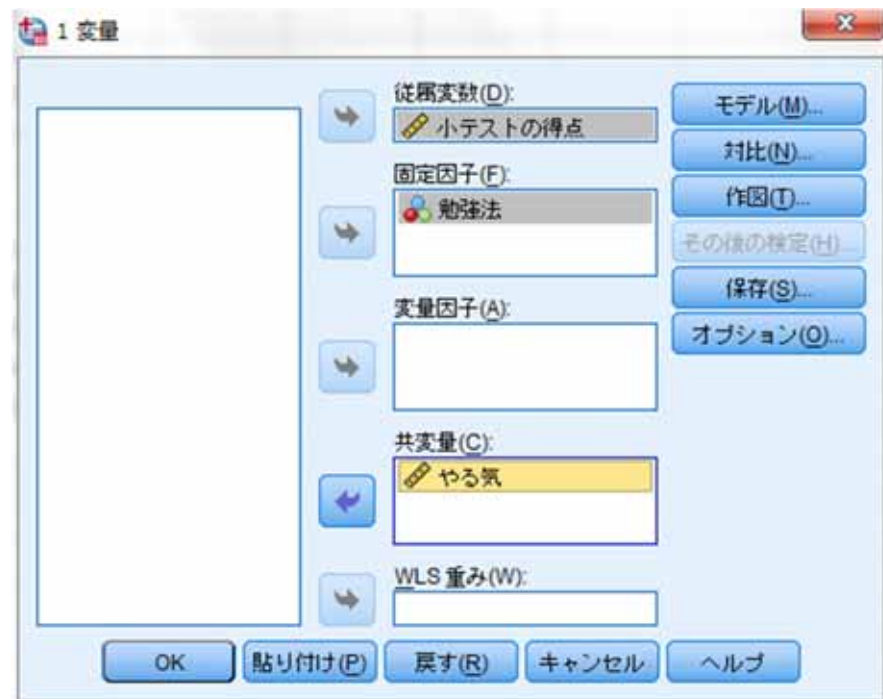 1 変量
従属変数(D):
小テストの得点
固定因子(F):
勉強法
変量因子(A):
共変量(C):
やる気
WLS 重み(W):
モデル(M)...
対比(N)...
作図(T)...
その後の検定(H)...
保存(S)...
オプション(O)...
OK
貼り付け(P)
戻す(R)
キャンセル
ヘルプ